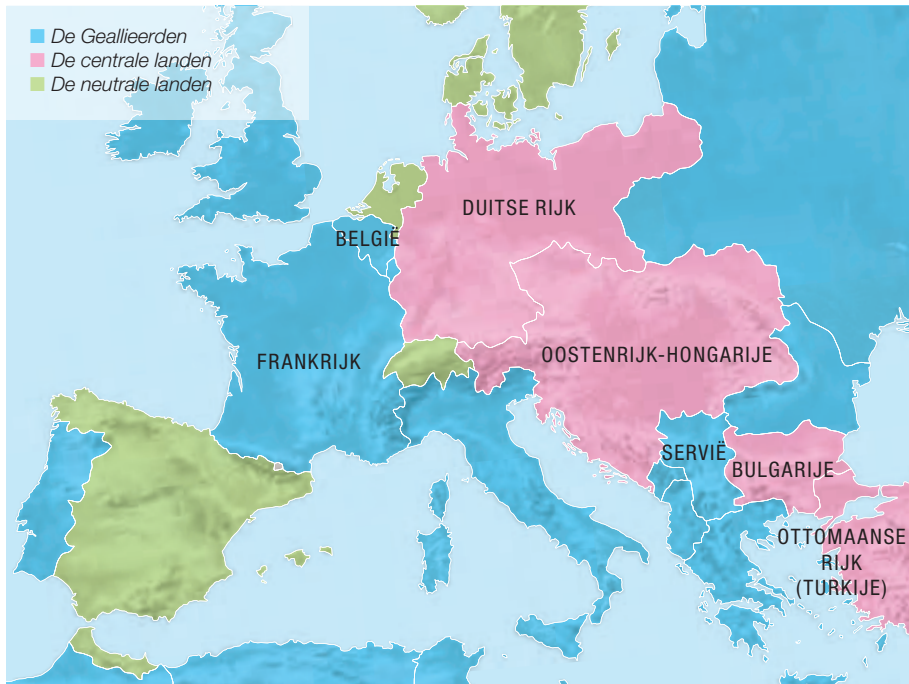 De Geallieerden
De centrale landen
De neutrale landen
DUITSE RIJK
BELGIË
FRANKRIJK
OOSTENRIJK-HONGARIJE
SERVIË
BULGARIJE
OTTOMAANSE
RIJK
(TURKIJE)